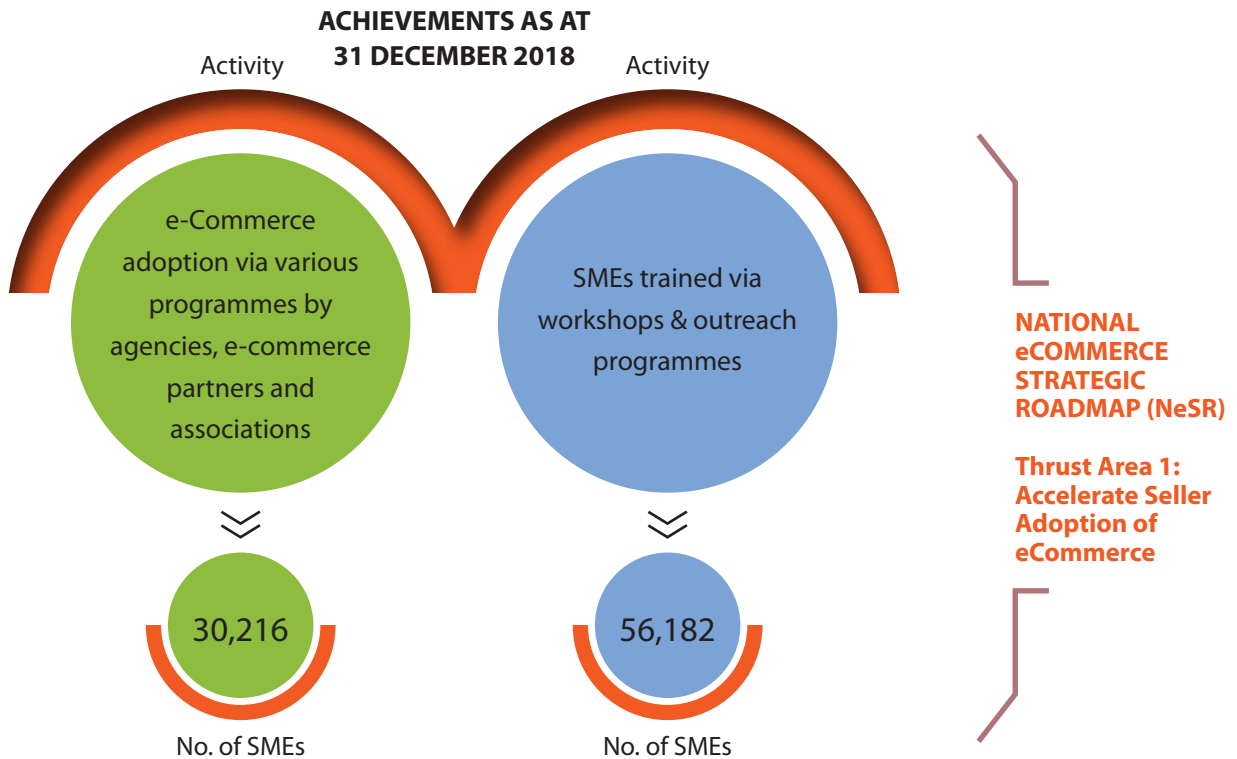 ACHIEVEMENTS AS AT
31 DECEMBER 2018
Activity
e-Commerce
adoption via various
programmes by
agencies, e-commerce
partners and
associations
30,216
No. of SMEs
Activity
SMEs trained via
workshops & outreach
programmes
56,182
No. of SMEs
NATIONAL
eCOMMERCE
STRATEGIC
ROADMAP (NeSR)
Thrust Area 1:
Accelerate Seller
Adoption of
eCommerce